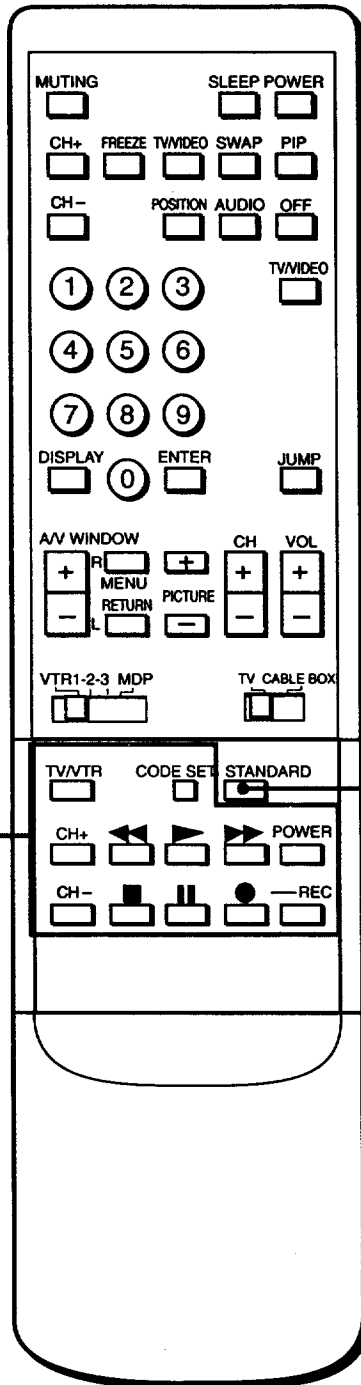 MUTING SLEEP POWER
CH+ FREEZE TV/VIDEO SWAP PIP
CH− POSITION AUDIO OFF
TV/VIDEO
1 2 3
4 5 6
7 8 9
DISPLAY 0 ENTER JUMP
A/V WINDOW CH VOL
+ R + + +
MENU
RETURN PICTURE
− L − − −
VTR1-2-3 MDP TV CABLE BOX
TV/VTR CODE SET STANDARD
CH+ POWER
CH− REC